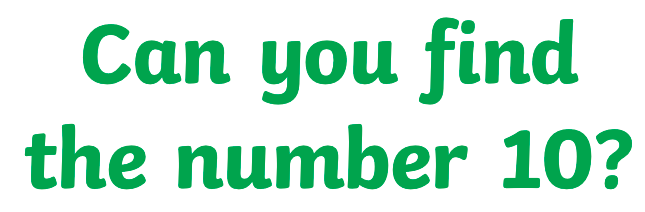 Can you find
the number 10?